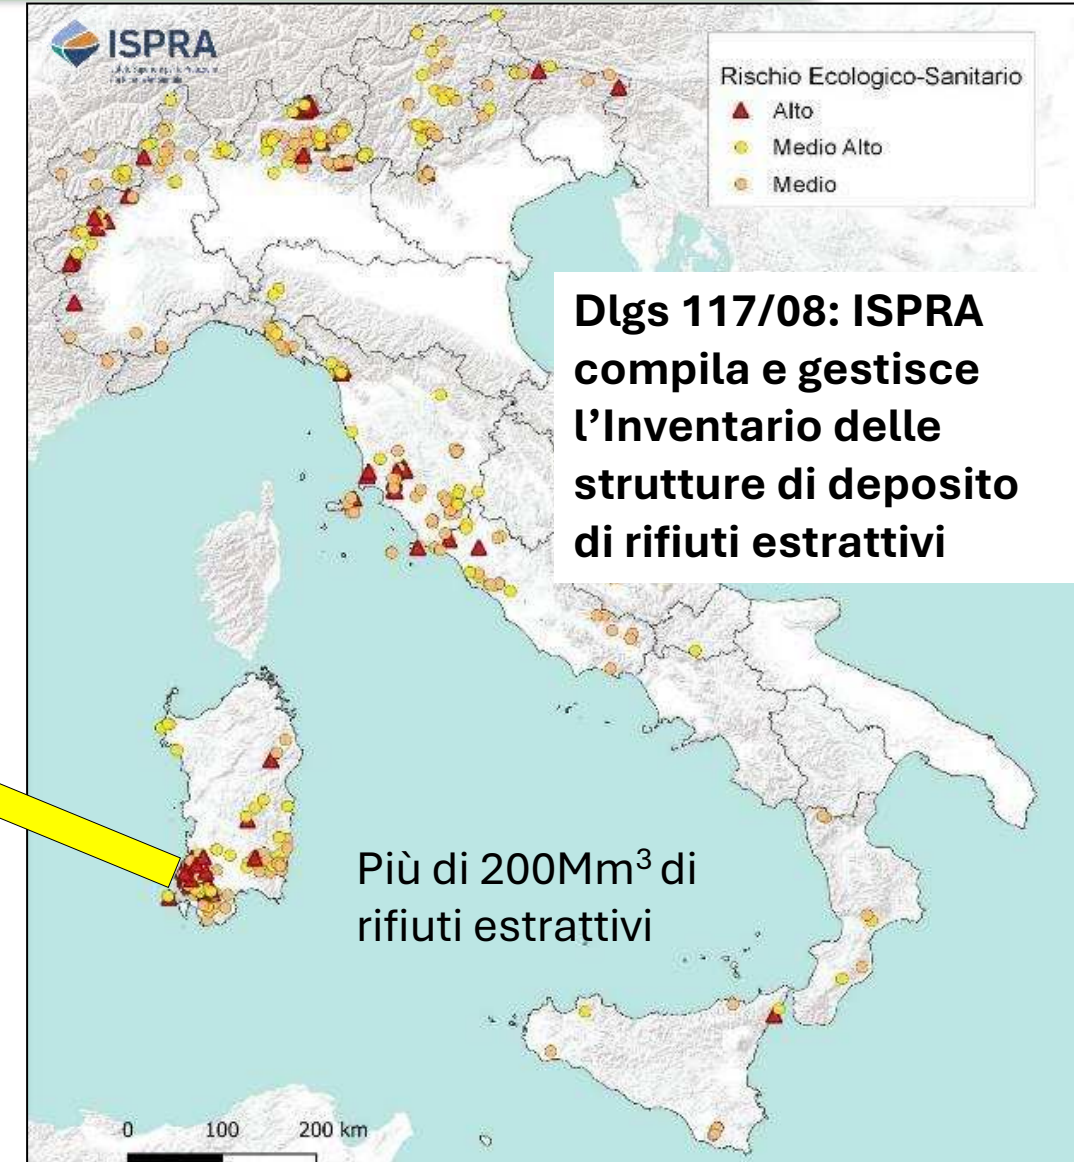 ISPRA
Rischio Ecologico-Sanitario
Alto
Medio Alto
Medio
Dlgs 117/08: ISPRA
compila e gestisce
l’Inventario delle
strutture di deposito
di rifiuti estrattivi
Più di 200Mm³ di
rifiuti estrattivi
0 100 200 km